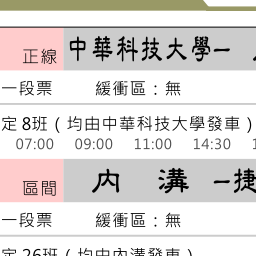 正線 中華科技大學一
一段票 緩衝區：無
定 8班（均由中華科技大學發車）
07:00 09:00 11:00 14:30 1
區間 內 溝 一捷
一段票 緩衝區：無
定 26班（均由內溝發車）